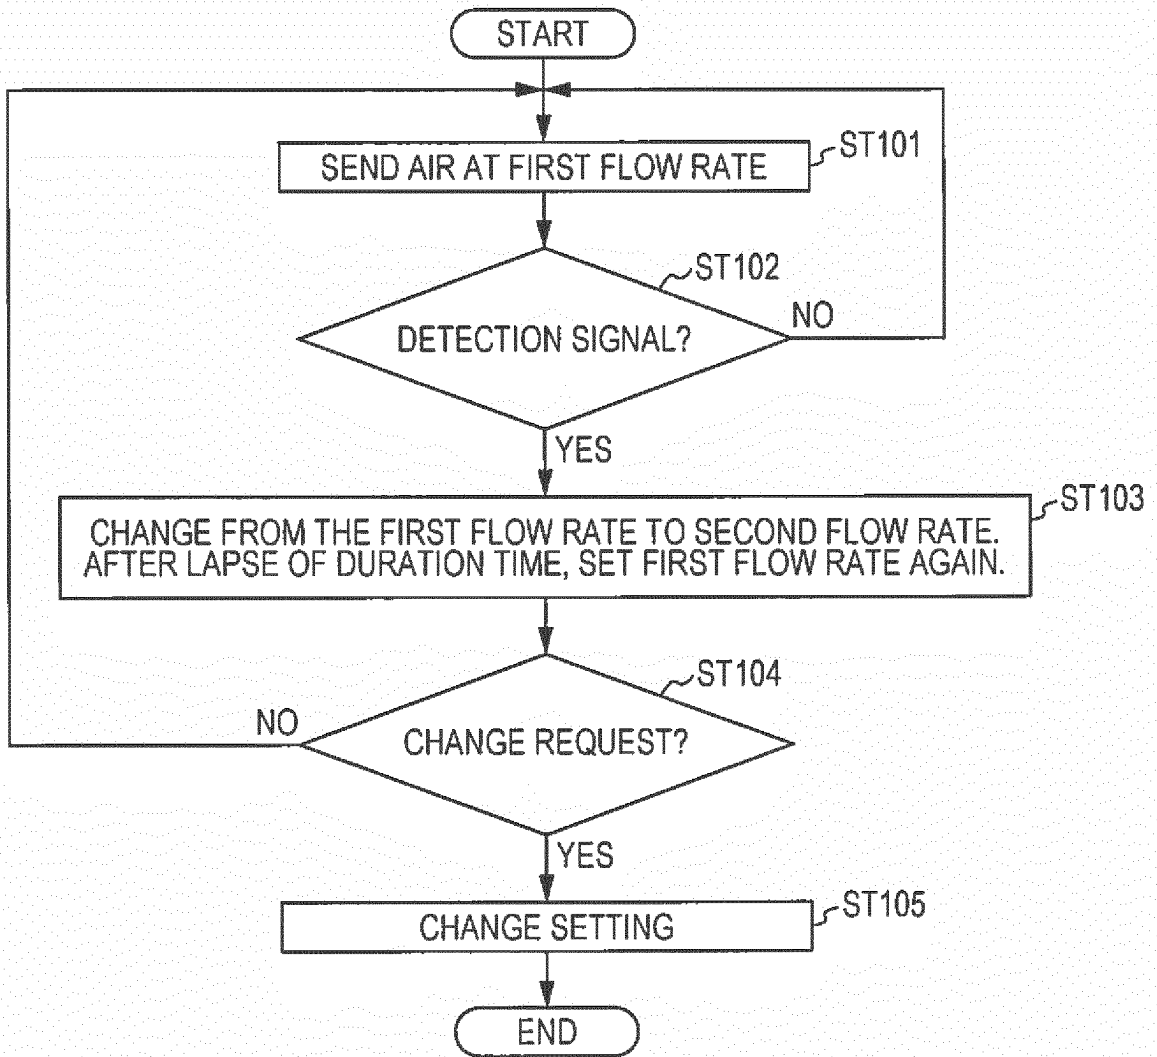 START
SEND AIR AT FIRST FLOW RATE
ST101
DETECTION SIGNAL?
ST102
NO
YES
CHANGE FROM THE FIRST FLOW RATE TO SECOND FLOW RATE.
AFTER LAPSE OF DURATION TIME, SET FIRST FLOW RATE AGAIN.
ST103
CHANGE REQUEST?
ST104
NO
YES
CHANGE SETTING
ST105
END